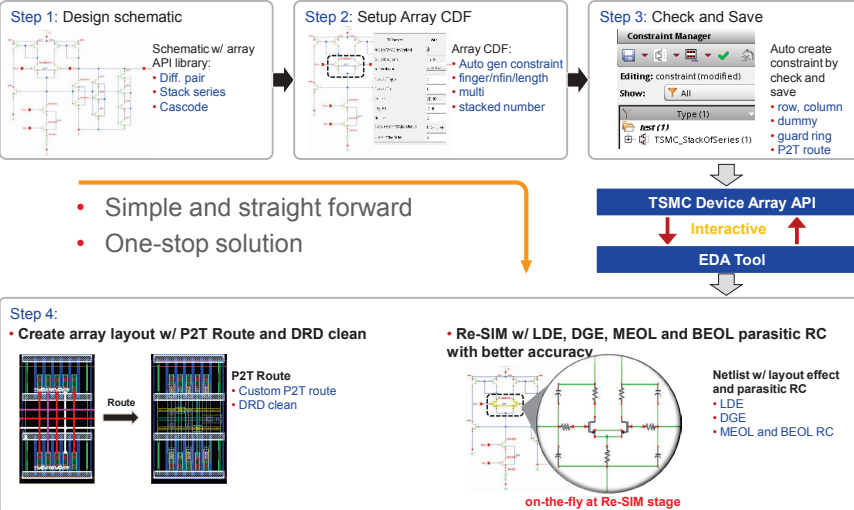 Step 1: Design schematic
Schematic w/ array
API library:
• Diff. pair
• Stack series
• Cascode
Step 2: Setup Array CDF
Array CDF:
• Auto gen constraint
• finger/nfin/length
• multi
• stacked number
Step 3: Check and Save
Constraint Manager
Editing: constraint (modified)
Show: All
Type (1)
test (1)
TSMC_StackOfSeries (1)
Auto create
constraint by
check and
save
• row, column
• dummy
• guard ring
• P2T route
• Simple and straight forward
• One-stop solution
TSMC Device Array API
Interactive
EDA Tool
Step 4:
• Create array layout w/ P2T Route and DRD clean
Route
P2T Route
• Custom P2T route
• DRD clean
• Re-SIM w/ LDE, DGE, MEOL and BEOL parasitic RC
with better accuracy
Netlist w/ layout effect
and parasitic RC
• LDE
• DGE
• MEOL and BEOL RC
on-the-fly at Re-SIM stage